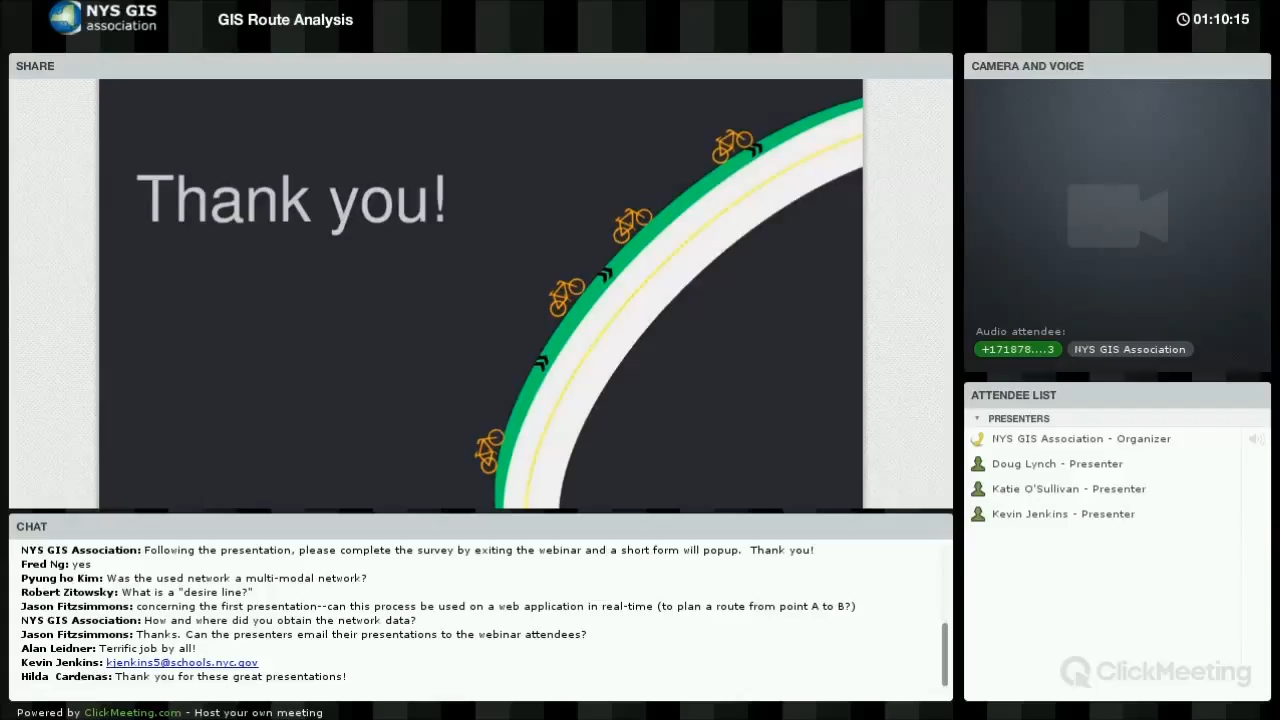 NYS GIS
association
GIS Route Analysis
01:10:15
SHARE
Thank you!
CAMERA AND VOICE
Audio attendee:
+171878....3 NYS GIS Association
ATTENDEE LIST
PRESENTERS
NYS GIS Association - Organizer
Doug Lynch - Presenter
Katie O'Sullivan - Presenter
Kevin Jenkins - Presenter
ClickMeeting
CHAT
NYS GIS Association: Following the presentation, please complete the survey by exiting the webinar and a short form will popup.  Thank you!
Fred Ng: yes
Pyung ho Kim: Was the used network a multi-modal network?
Robert Zitowsky: What is a "desire line?"
Jason Fitzsimmons: concerning the first presentation--can this process be used on a web application in real-time (to plan a route from point A to B?)
NYS GIS Association: How and where did you obtain the network data?
Jason Fitzsimmons: Thanks. Can the presenters email their presentations to the webinar attendees?
Alan Leidner: Terrific job by all!
Kevin Jenkins: kjenkins5@schools.nyc.gov
Hilda  Cardenas: Thank you for these great presentations!
Powered by ClickMeeting.com - Host your own meeting